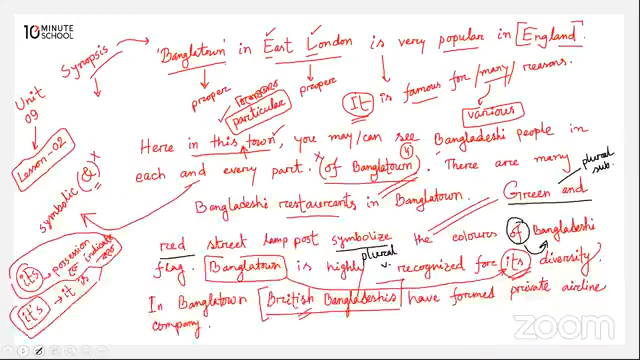 10 MINUTE SCHOOL
Synopsis
Unit 09
Lesson-02
symbolic (a) x
its → possession
it's → it is
'Banglatown' in East London is very popular in England.
proper
proper
particular
It is famous for many reasons.
various
Here in this town, you may/can see Bangladeshi people in
each and every part. (of Banglatown) There are many
plural sub.
Bangladeshi restaurants in Banglatown. Green and
red street lamp post symbolize the colours of Bangladeshi
plural v.
flag. Banglatown is highly recognized for its diversity.
In Banglatown British Bangladeshis have formed private airline
company.
zoom